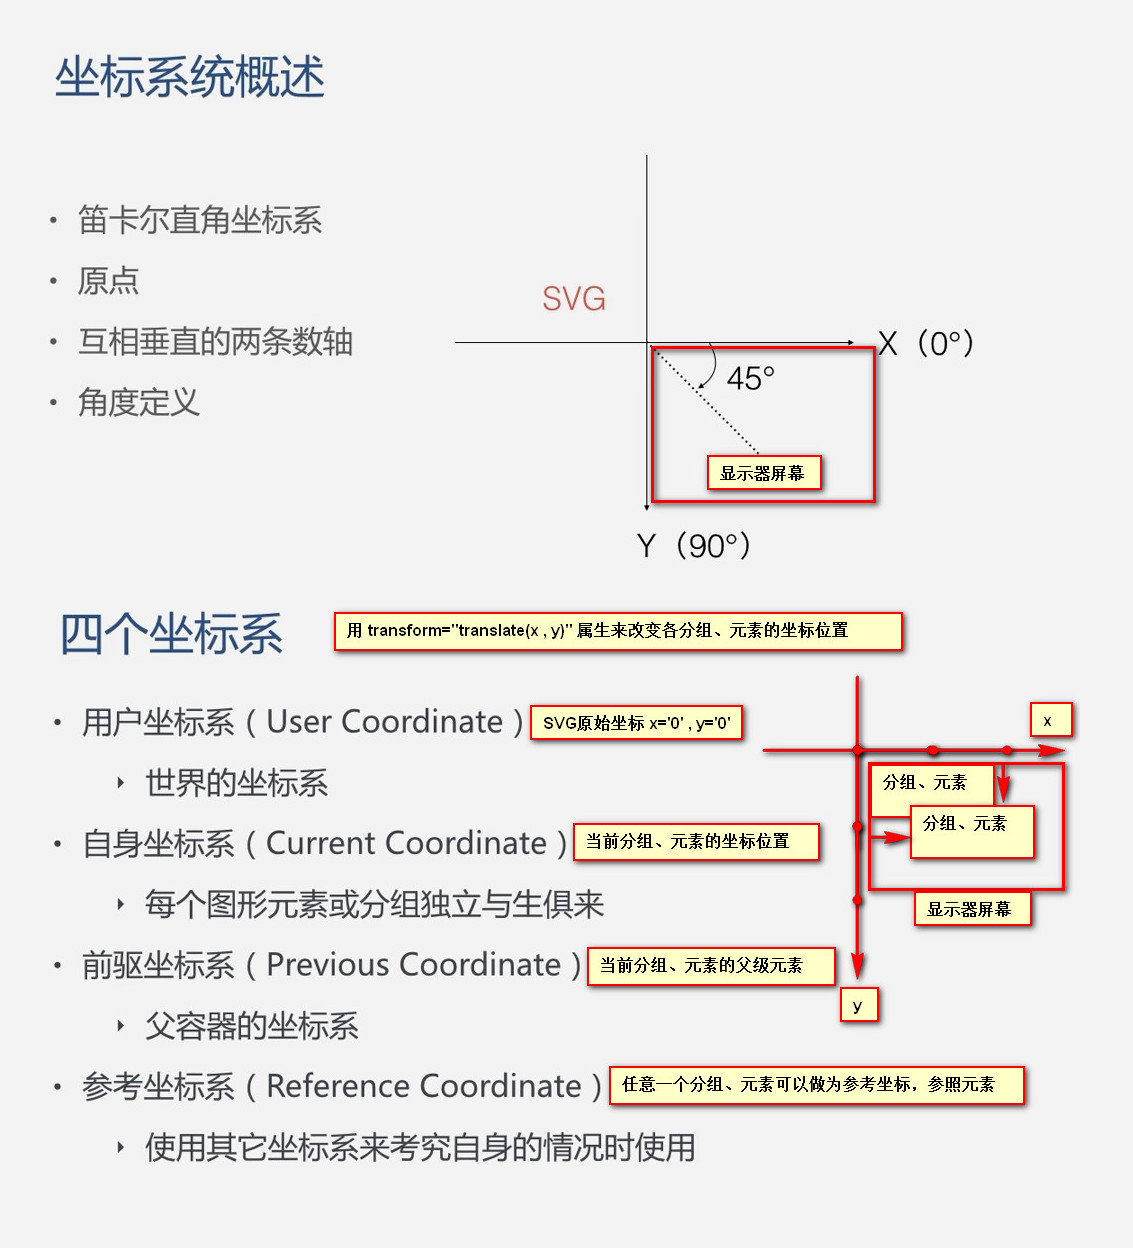 坐标系统概述
• 笛卡尔直角坐标系
• 原点
• 互相垂直的两条数轴
• 角度定义
SVG
X（0°）
45°
显示器屏幕
Y（90°）
四个坐标系
用 transform="translate(x , y)" 属生来改变各分组、元素的坐标位置
• 用户坐标系（User Coordinate）
SVG原始坐标 x='0' , y='0'
‣ 世界的坐标系
• 自身坐标系（Current Coordinate）
当前分组、元素的坐标位置
‣ 每个图形元素或分组独立与生俱来
• 前驱坐标系（Previous Coordinate）
当前分组、元素的父级元素
‣ 父容器的坐标系
• 参考坐标系（Reference Coordinate）
任意一个分组、元素可以做为参考坐标，参照元素
‣ 使用其它坐标系来考究自身的情况时使用
x
分组、元素
分组、元素
显示器屏幕
y